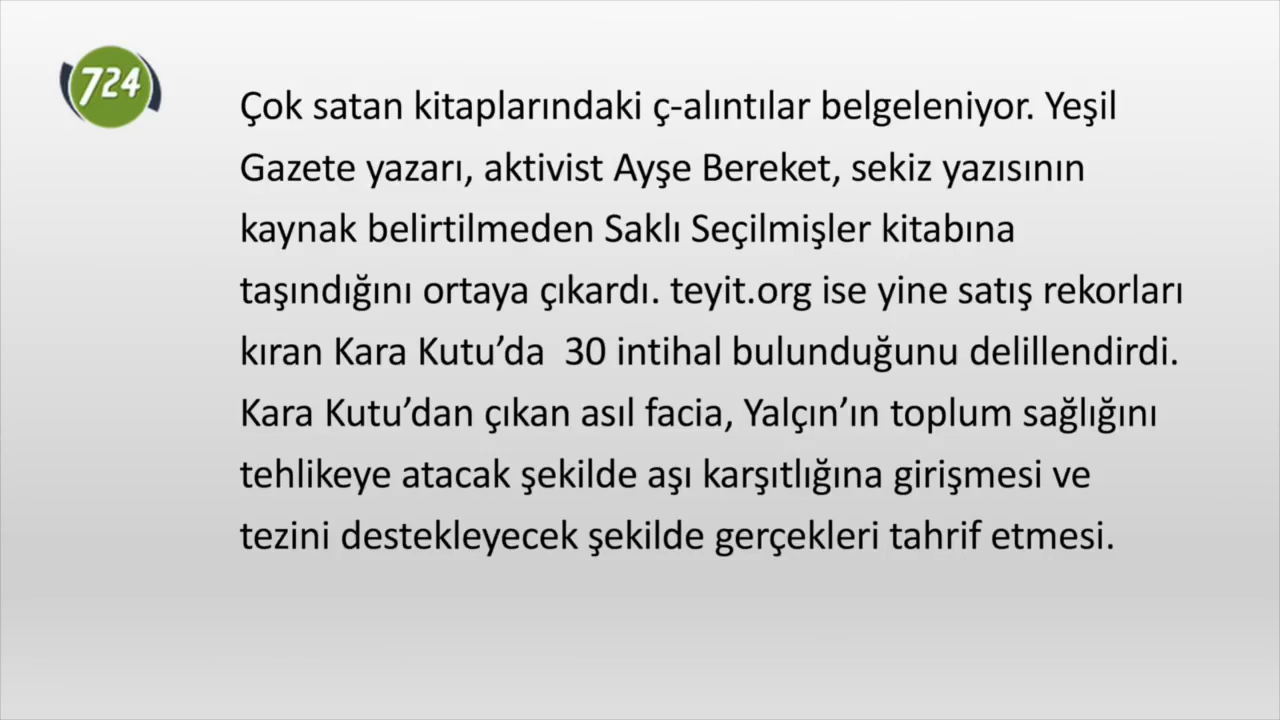 724
Çok satan kitaplarındaki ç-alıntılar belgeleniyor. Yeşil
Gazete yazarı, aktivist Ayşe Bereket, sekiz yazısının
kaynak belirtilmeden Saklı Seçilmişler kitabına
taşındığını ortaya çıkardı. teyit.org ise yine satış rekorları
kıran Kara Kutu’da  30 intihal bulunduğunu delillendirdi.
Kara Kutu’dan çıkan asıl facia, Yalçın’ın toplum sağlığını
tehlikeye atacak şekilde aşı karşıtlığına girişmesi ve
tezini destekleyecek şekilde gerçekleri tahrif etmesi.